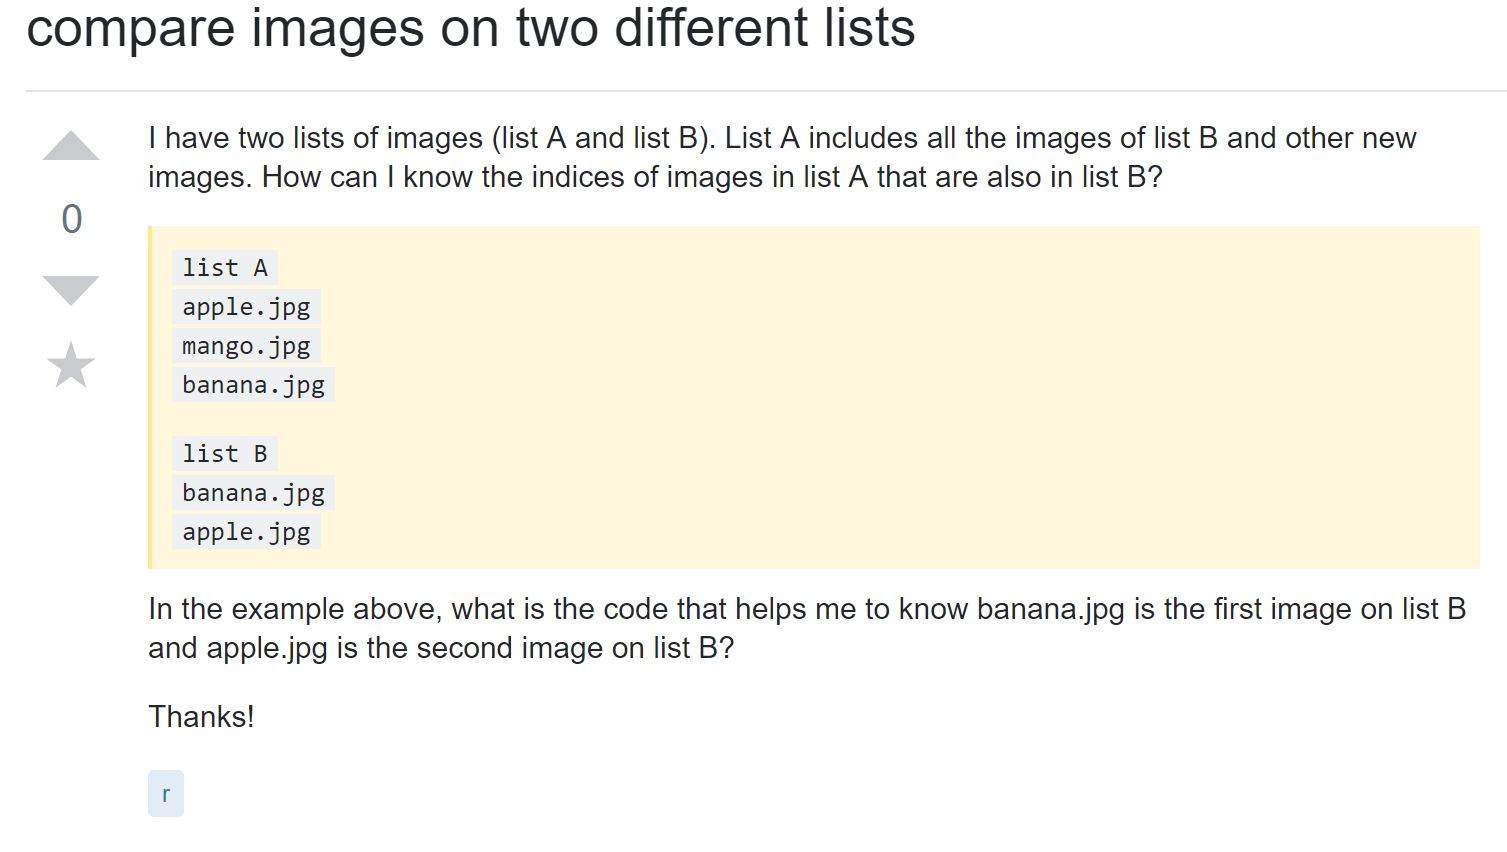 compare images on two different lists
I have two lists of images (list A and list B). List A includes all the images of list B and other new
images. How can I know the indices of images in list A that are also in list B?
0
list A
apple.jpg
mango.jpg
banana.jpg
list B
banana.jpg
apple.jpg
In the example above, what is the code that helps me to know banana.jpg is the first image on list B
and apple.jpg is the second image on list B?
Thanks!
r